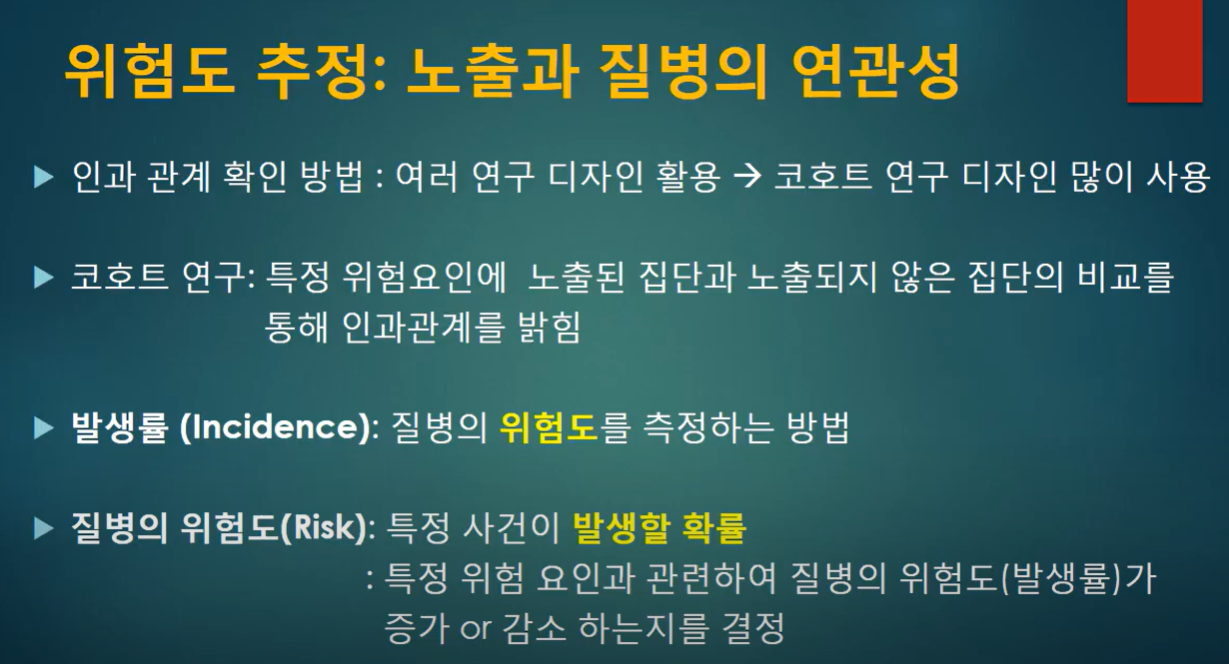 위험도 추정: 노출과 질병의 연관성
▶ 인과 관계 확인 방법 : 여러 연구 디자인 활용 → 코호트 연구 디자인 많이 사용
▶ 코호트 연구: 특정 위험요인에 노출된 집단과 노출되지 않은 집단의 비교를
통해 인과관계를 밝힘
▶ 발생률 (Incidence): 질병의 위험도를 측정하는 방법
▶ 질병의 위험도(Risk): 특정 사건이 발생할 확률
: 특정 위험 요인과 관련하여 질병의 위험도(발생률)가
증가 or 감소 하는지를 결정